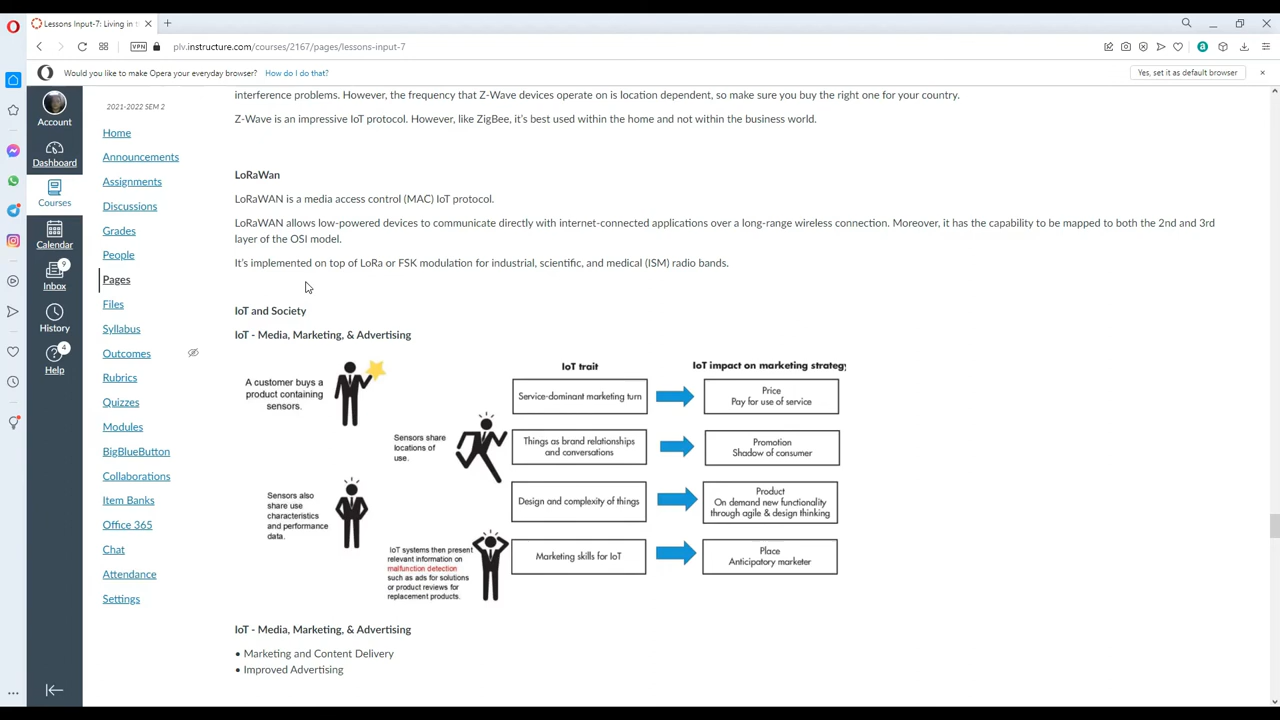 Lessons Input-7: Living in t
plv.instructure.com/courses/2167/pages/lessons-input-7
VPN
Would you like to make Opera your everyday browser? How do I do that?
Yes, set it as default browser
Account
Dashboard
Courses
Calendar
9
Inbox
History
4
Help
2021-2022 SEM 2
Home
Announcements
Assignments
Discussions
Grades
People
Pages
Files
Syllabus
Outcomes
Rubrics
Quizzes
Modules
BigBlueButton
Collaborations
Item Banks
Office 365
Chat
Attendance
Settings
interference problems. However, the frequency that Z-Wave devices operate on is location dependent, so make sure you buy the right one for your country.
Z-Wave is an impressive IoT protocol. However, like ZigBee, it's best used within the home and not within the business world.
LoRaWan
LoRaWAN is a media access control (MAC) IoT protocol.
LoRaWAN allows low-powered devices to communicate directly with internet-connected applications over a long-range wireless connection. Moreover, it has the capability to be mapped to both the 2nd and 3rd
layer of the OSI model.
It's implemented on top of LoRa or FSK modulation for industrial, scientific, and medical (ISM) radio bands.
IoT and Society
IoT - Media, Marketing, & Advertising
A customer buys a
product containing
sensors.
Sensors share
locations of
use.
Sensors also
share use
characteristics
and performance
data.
IoT systems then present
relevant information on
malfunction detection
such as ads for solutions
or product reviews for
replacement products.
IoT trait
IoT impact on marketing strategy
Service-dominant marketing turn
Price
Pay for use of service
Things as brand relationships
and conversations
Promotion
Shadow of consumer
Design and complexity of things
Product
On demand new functionality
through agile & design thinking
Marketing skills for IoT
Place
Anticipatory marketer
IoT - Media, Marketing, & Advertising
• Marketing and Content Delivery
• Improved Advertising